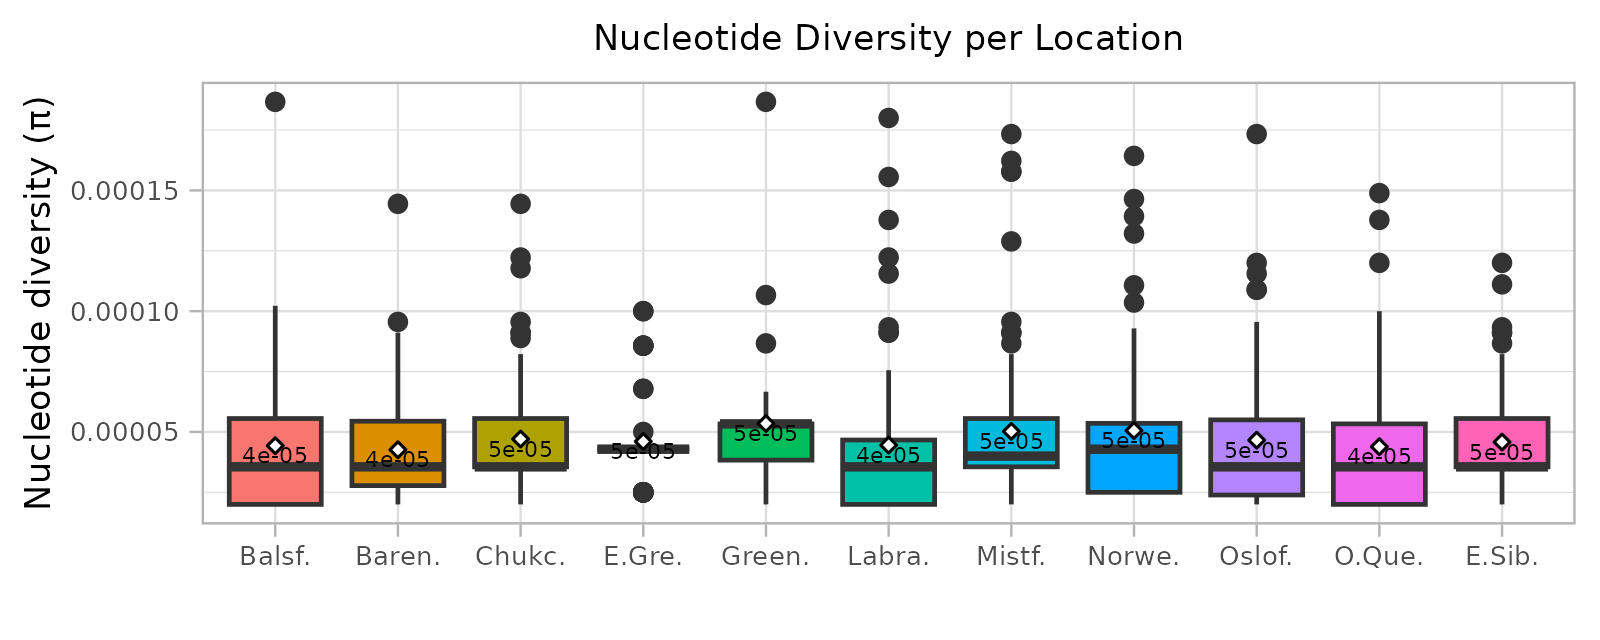 Nucleotide Diversity per Location
Nucleotide diversity (π)
0.00015
0.00010
0.00005
4e-05 4e-05 5e-05 5e-05 5e-05 4e-05 5e-05 5e-05 5e-05 4e-05 5e-05
Balsf. Baren. Chukc. E.Gre. Green. Labra. Mistf. Norwe. Oslof. O.Que. E.Sib.